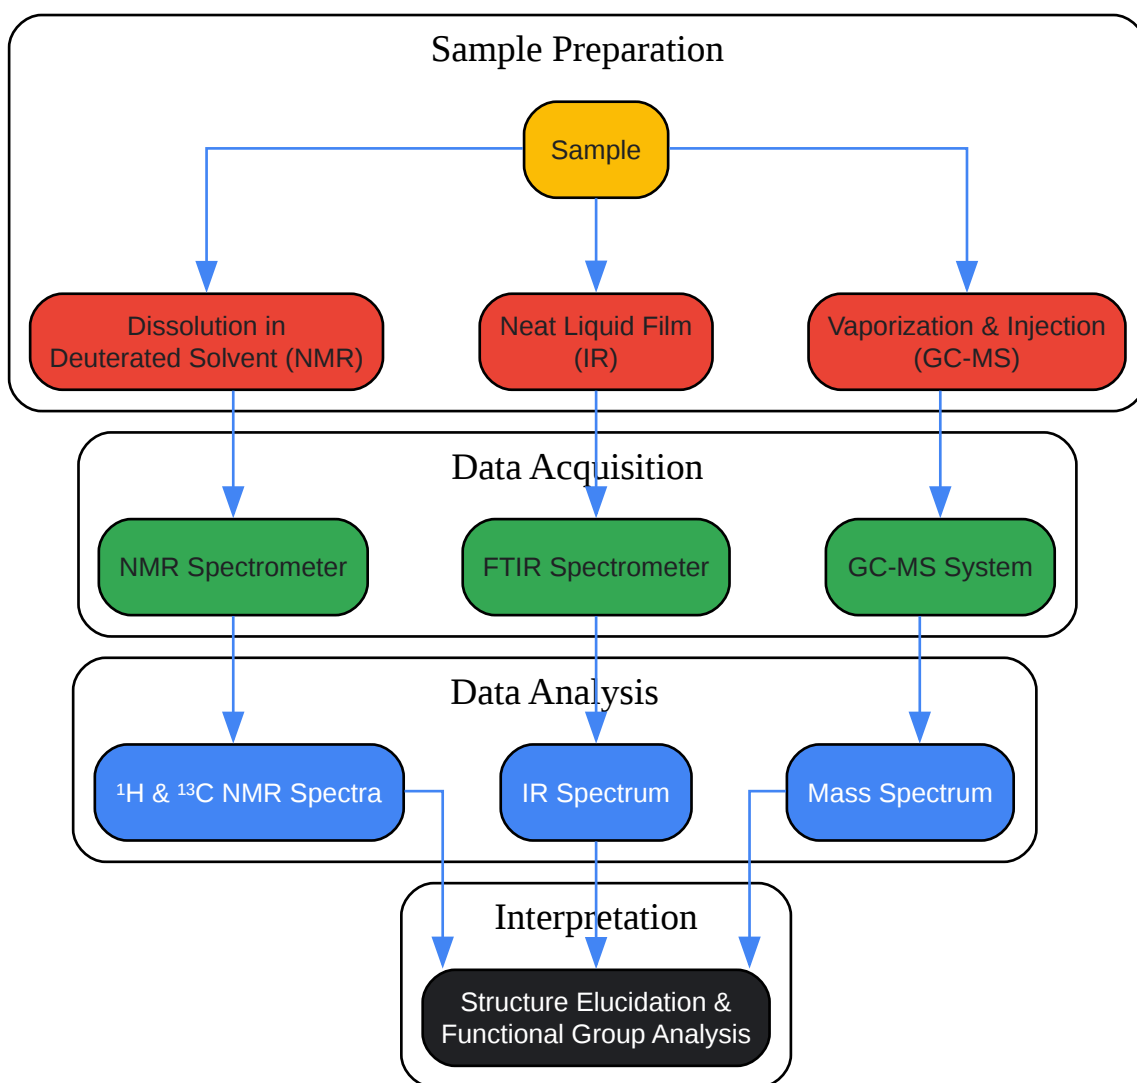 Sample Preparation
Sample
Dissolution in
Deuterated Solvent (NMR)
Neat Liquid Film
(IR)
Vaporization & Injection
(GC-MS)
Data Acquisition
NMR Spectrometer
FTIR Spectrometer
GC-MS System
Data Analysis
¹H & ¹³C NMR Spectra
IR Spectrum
Mass Spectrum
Interpretation
Structure Elucidation &
Functional Group Analysis